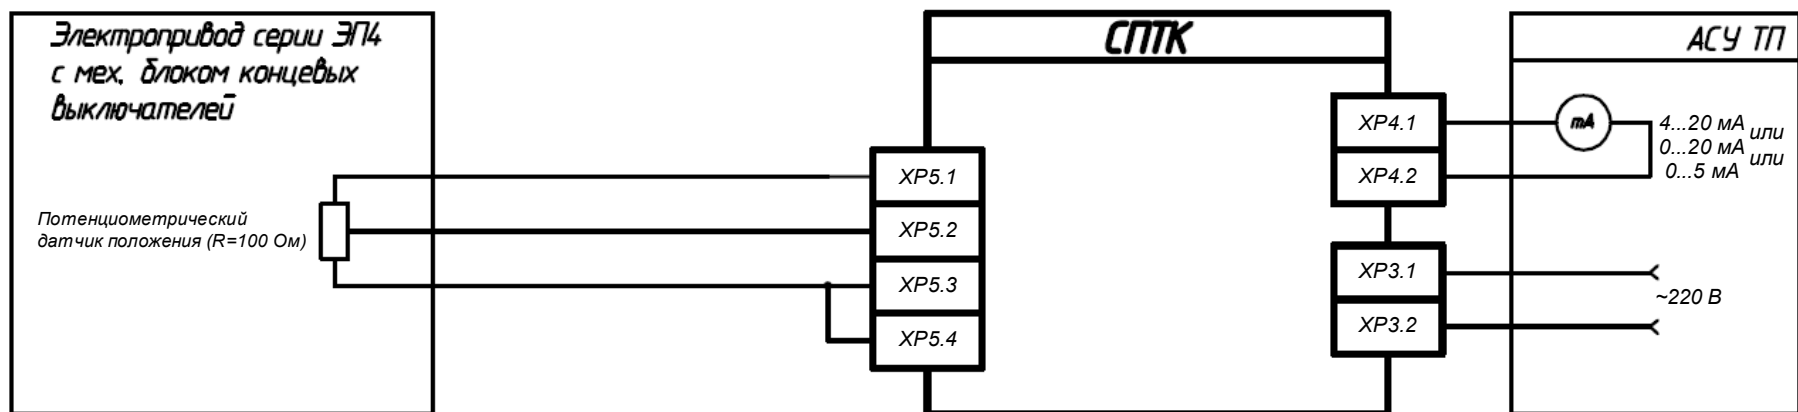 Электропривод серии ЭП4
с мех. блоком концевых
выключателей
Потенциометрический
датчик положения (R=100 Ом)
СПТК
XP5.1
XP5.2
XP5.3
XP5.4
XP4.1
XP4.2
XP3.1
XP3.2
АСУ ТП
mA
4...20 мА или
0...20 мА или
0...5 мА
~220 В